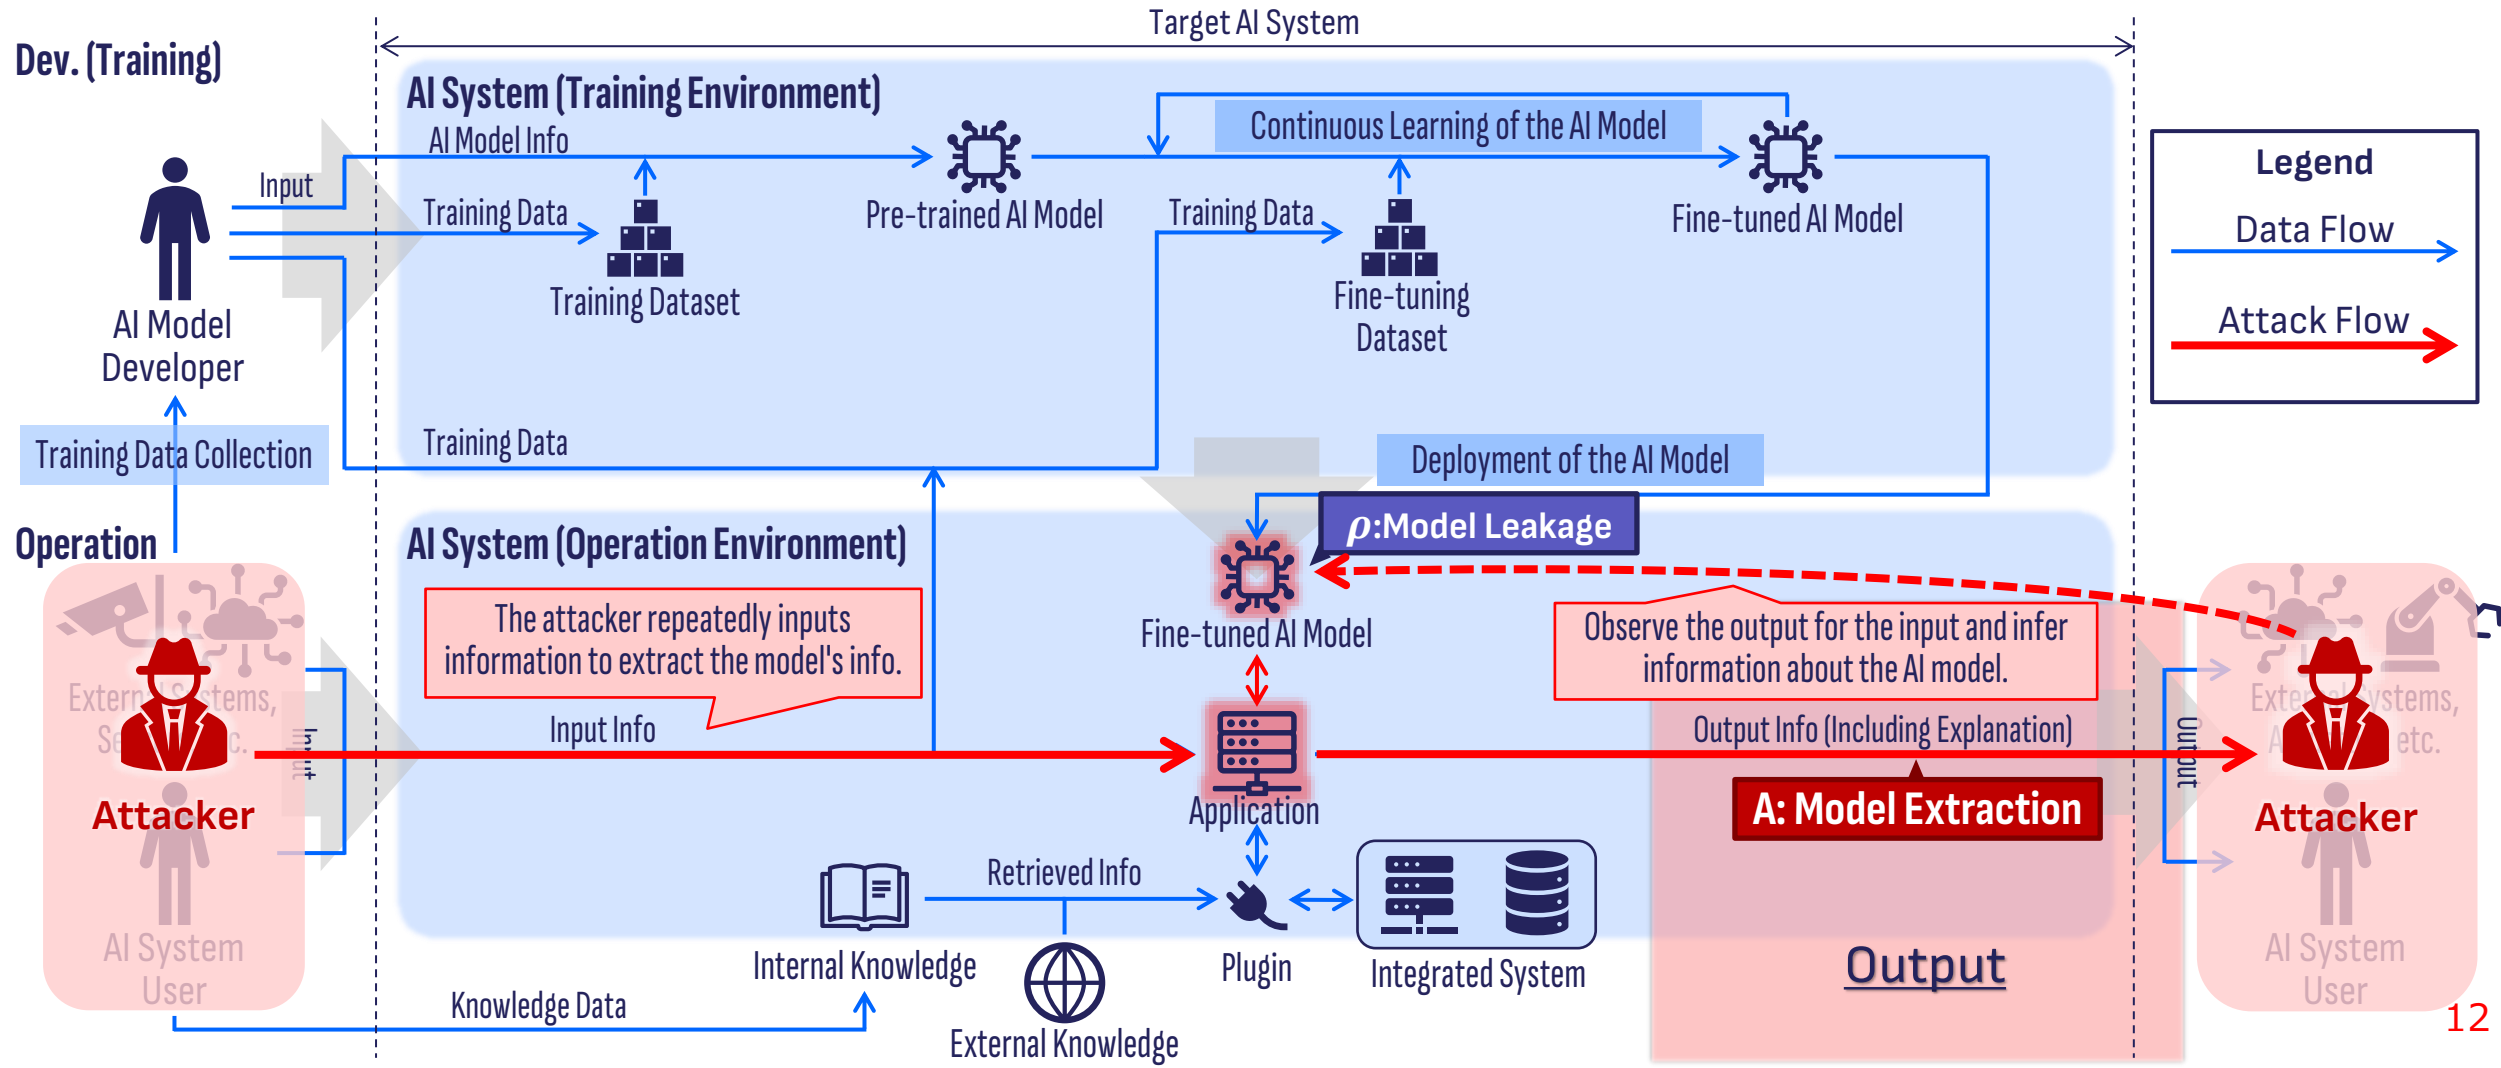 Target AI System
Dev. (Training)
AI System (Training Environment)
AI Model Info
Continuous Learning of the AI Model
Input
Training Data
Pre-trained AI Model
Training Data
Fine-tuned AI Model
Training Dataset
Fine-tuning
Dataset
AI Model
Developer
Legend
Data Flow
Attack Flow
Training Data Collection
Training Data
Deployment of the AI Model
Operation
AI System (Operation Environment)
ρ:Model Leakage
The attacker repeatedly inputs
information to extract the model's info.
Fine-tuned AI Model
Observe the output for the input and infer
information about the AI model.
External Systems,
etc.
Input
Input Info
Output Info (Including Explanation)
Output
External Systems,
etc.
Attacker
Application
A: Model Extraction
Attacker
Retrieved Info
AI System
User
Internal Knowledge
Plugin
Integrated System
Output
AI System
User
Knowledge Data
External Knowledge
12